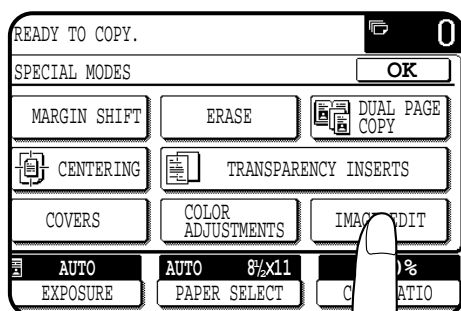 READY TO COPY. 0
SPECIAL MODES OK
MARGIN SHIFT ERASE DUAL PAGE
COPY
CENTERING TRANSPARENCY INSERTS
COVERS COLOR
ADJUSTMENTS EDIT
AUTO AUTO 8½x11 %
EXPOSURE PAPER SELECT